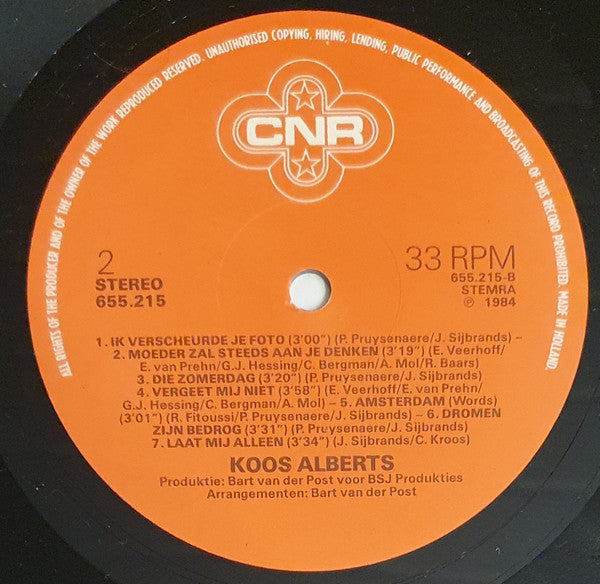 ALL RIGHTS OF THE PRODUCER AND OF THE OWNER OF THE WORK REPRODUCED RESERVED. UNAUTHORISED COPYING, HIRING, LENDING, PUBLIC PERFORMANCE AND BROADCASTING OF THIS RECORD PROHIBITED. MADE IN HOLLAND.
CNR
2
STEREO
655.215
33 RPM
655.215-B
STEMRA
℗ 1984
1. IK VERSCHEURDE JE FOTO (3'00") (P. Pruysenaere/J. Sijbrands) –
2. MOEDER ZAL STEEDS AAN JE DENKEN (3'19") (E. Veerhoff/
E. van Prehn/G.J. Hessing/C. Bergman/A. Mol/R. Baars)
3. DIE ZOMERDAG (3'20") (P. Pruysenaere/J. Sijbrands)
4. VERGEET MIJ NIET (3'58") (E. Veerhoff/E. van Prehn/
G.J. Hessing/C. Bergman/A. Mol) – 5. AMSTERDAM (Words)
(3'01") (R. Fitoussi/P. Pruysenaere/J. Sijbrands) – 6. DROMEN
ZIJN BEDROG (3'31") (P. Pruysenaere/J. Sijbrands)
7. LAAT MIJ ALLEEN (3'34") (J. Sijbrands/C. Kroos)
KOOS ALBERTS
Produktie: Bart van der Post voor BSJ Produkties
Arrangementen: Bart van der Post